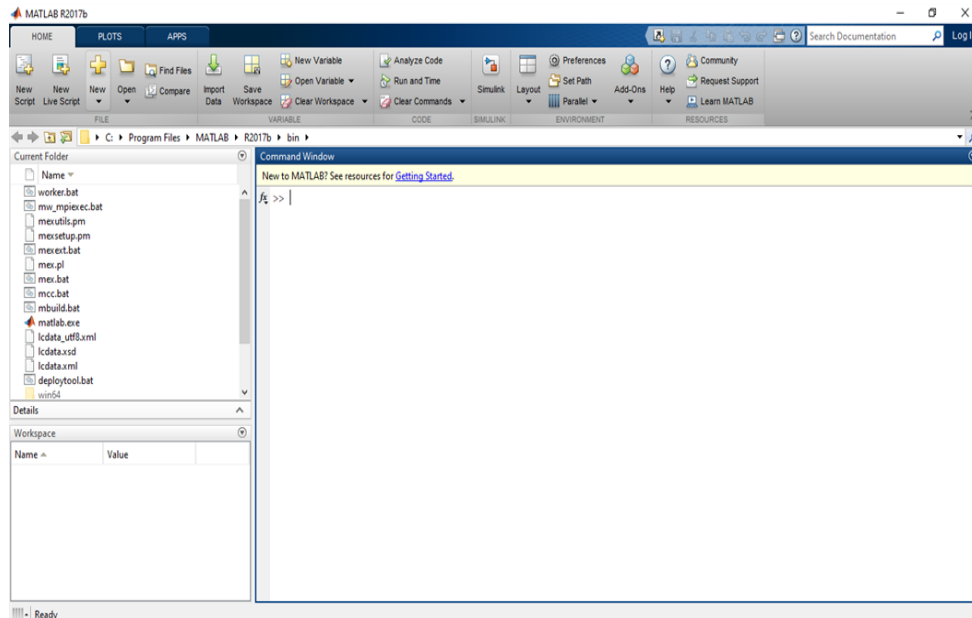 MATLAB R2017b
HOME PLOTS APPS
Search Documentation
New Script
New Live Script
New
Open
Find Files
Compare
FILE
Import Data
Save Workspace
New Variable
Open Variable
Clear Workspace
VARIABLE
Analyze Code
Run and Time
Clear Commands
CODE
Simulink
SIMULINK
Layout
Preferences
Set Path
Parallel
Add-Ons
ENVIRONMENT
Help
Community
Request Support
Learn MATLAB
RESOURCES
C: Program Files MATLAB R2017b bin
Current Folder
Name
worker.bat
mw_mpiexec.bat
mexutils.pm
mexsetup.pm
mexext.bat
mex.pl
mex.bat
mcc.bat
mbuild.bat
matlab.exe
lcdata_utf8.xml
lcdata.xsd
lcdata.xml
deploytool.bat
win64
Details
Workspace
Name Value
Command Window
New to MATLAB? See resources for Getting Started.
fx >>
Ready